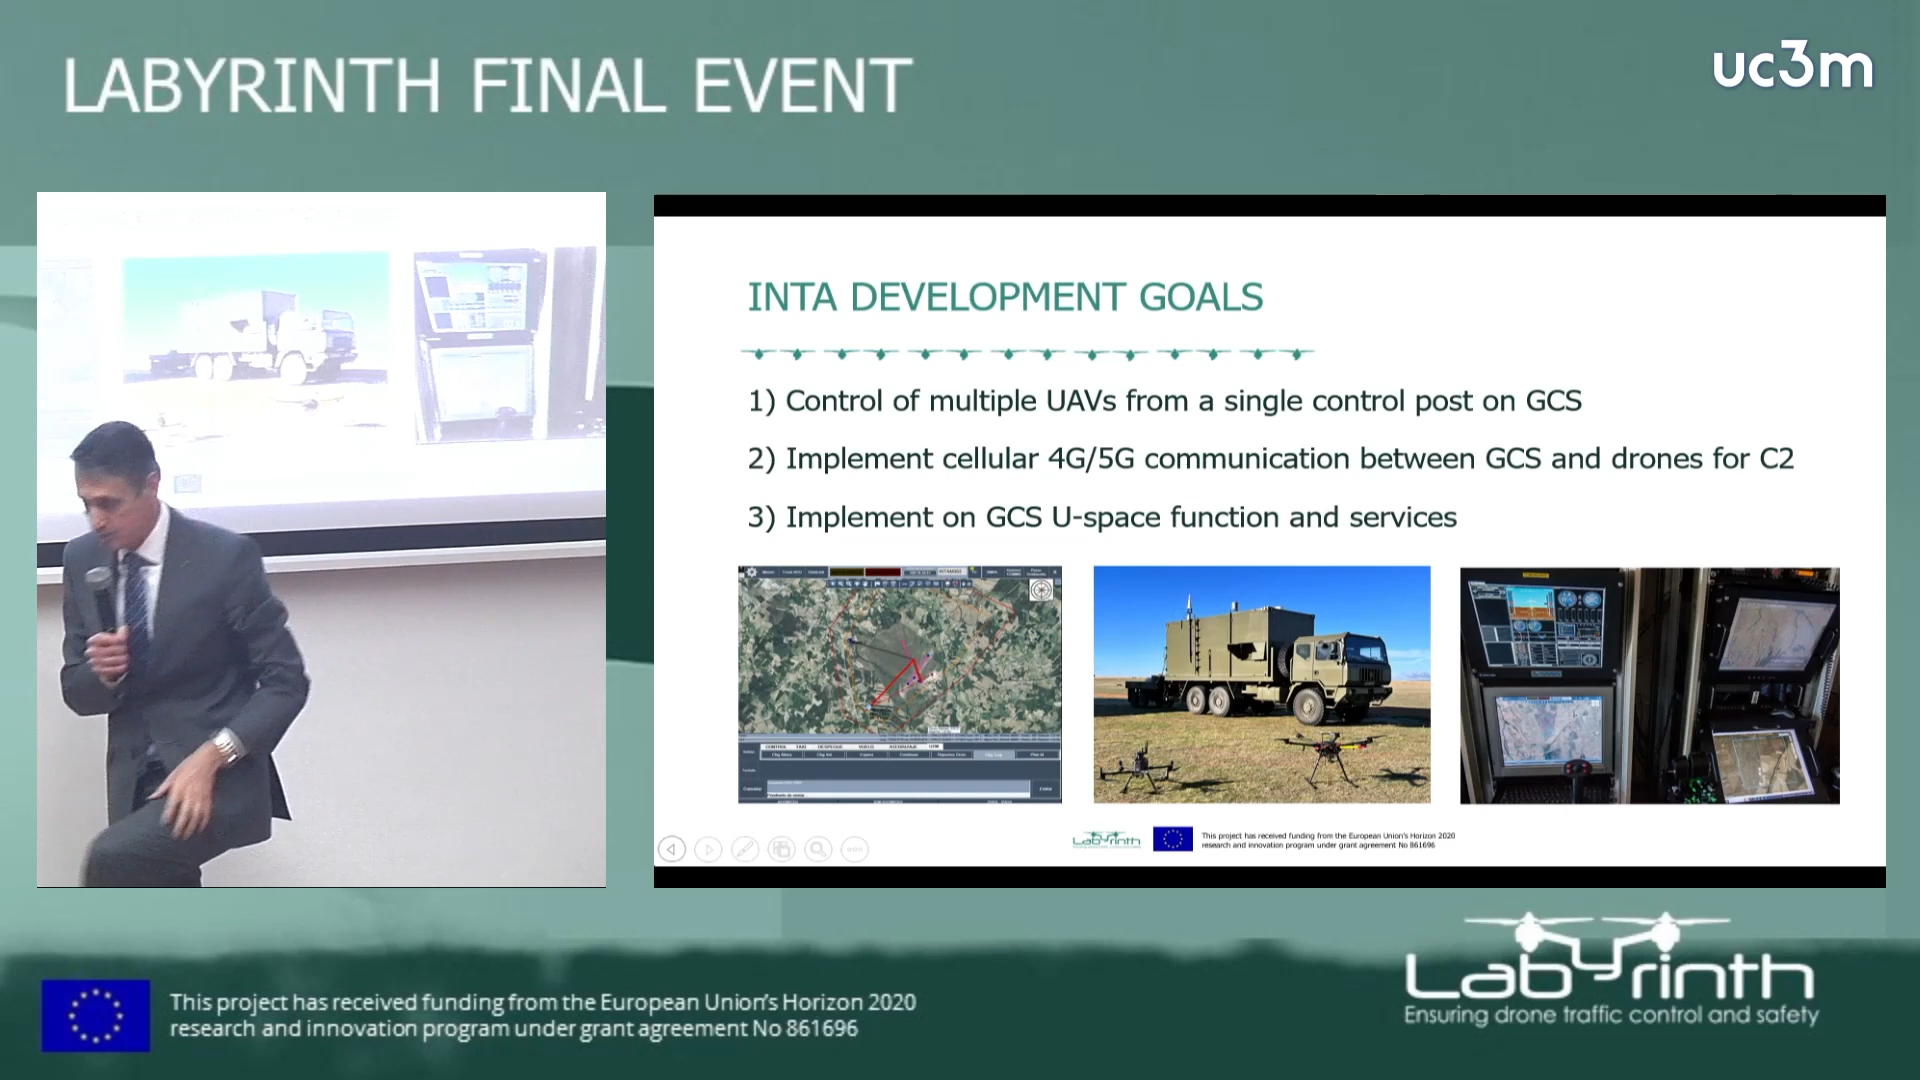 LABYRINTH FINAL EVENT
uc3m
INTA DEVELOPMENT GOALS
1) Control of multiple UAVs from a single control post on GCS
2) Implement cellular 4G/5G communication between GCS and drones for C2
3) Implement on GCS U-space function and services
Labyrinth
This project has received funding from the European Union's Horizon 2020
research and innovation program under grant agreement No 861696
This project has received funding from the European Union's Horizon 2020
research and innovation program under grant agreement No 861696
Labyrinth
Ensuring drone traffic control and safety